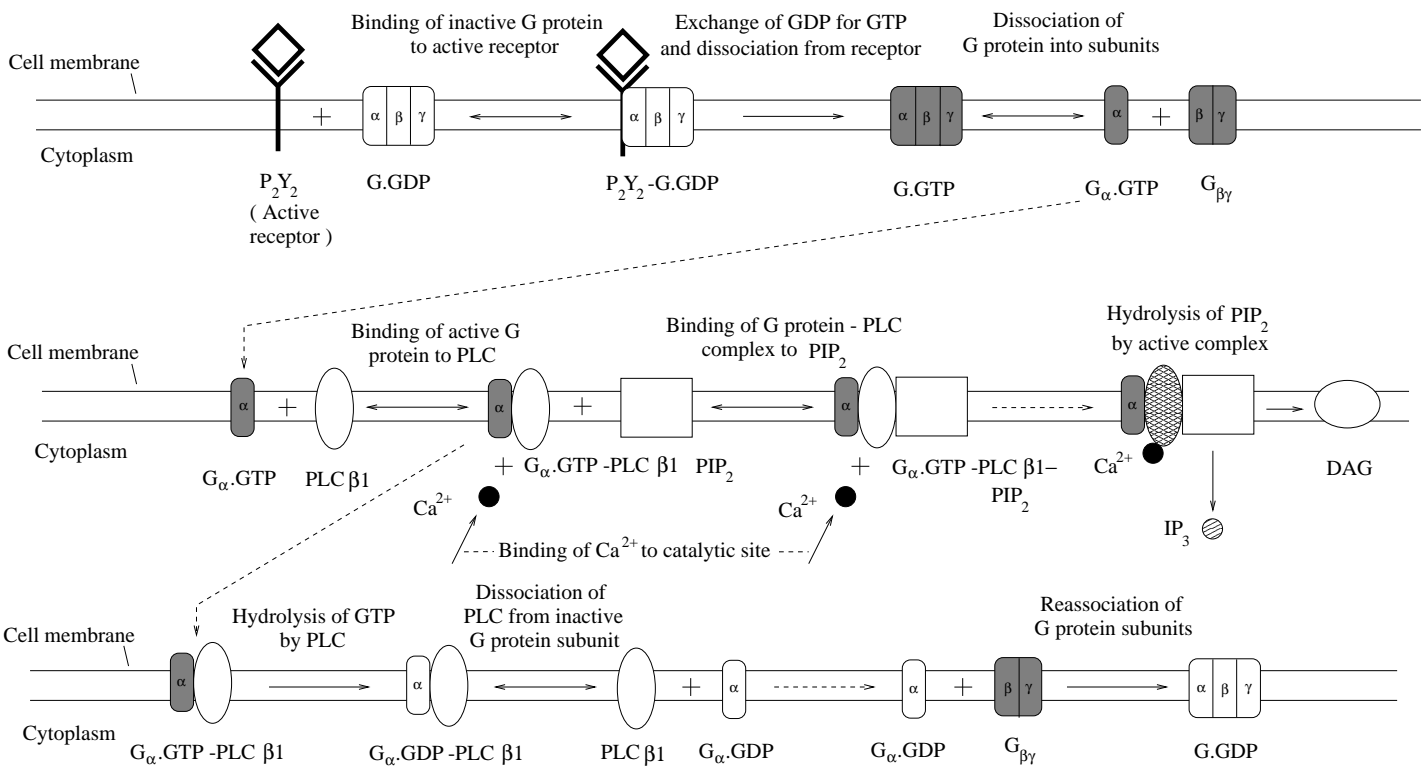 Binding of inactive G protein
to active receptor
Exchange of GDP for GTP
and dissociation from receptor
Dissociation of
G protein into subunits
Cell membrane
+ α β γ α β γ α β γ α + β γ
Cytoplasm
P₂Y₂
( Active
receptor )
G.GDP
P₂Y₂-G.GDP
G.GTP
Gα.GTP
Gβγ
Binding of active G
protein to PLC
Binding of G protein - PLC
complex to PIP₂
Hydrolysis of PIP₂
by active complex
Cell membrane
α + α + α α
Cytoplasm
Gα.GTP
PLC β1
+
Gα.GTP -PLC β1
PIP₂
+
Gα.GTP -PLC β1–
PIP₂
Ca²⁺
DAG
Ca²⁺
Ca²⁺
IP₃
Binding of Ca²⁺ to catalytic site
Hydrolysis of GTP
by PLC
Dissociation of
PLC from inactive
G protein subunit
Reassociation of
G protein subunits
Cell membrane
α α + α α + β γ α β γ
Cytoplasm
Gα.GTP -PLC β1
Gα.GDP -PLC β1
PLC β1
Gα.GDP
Gα.GDP
Gβγ
G.GDP